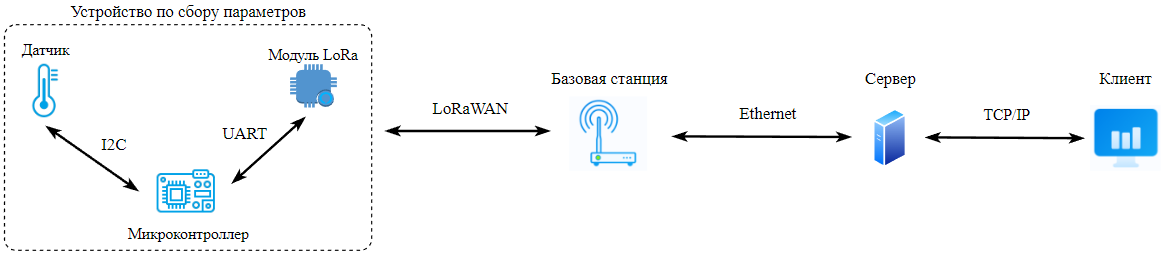 Устройство по сбору параметров
Датчик
Модуль LoRa
I2C
UART
Микроконтроллер
LoRaWAN
Базовая станция
Ethernet
Сервер
TCP/IP
Клиент